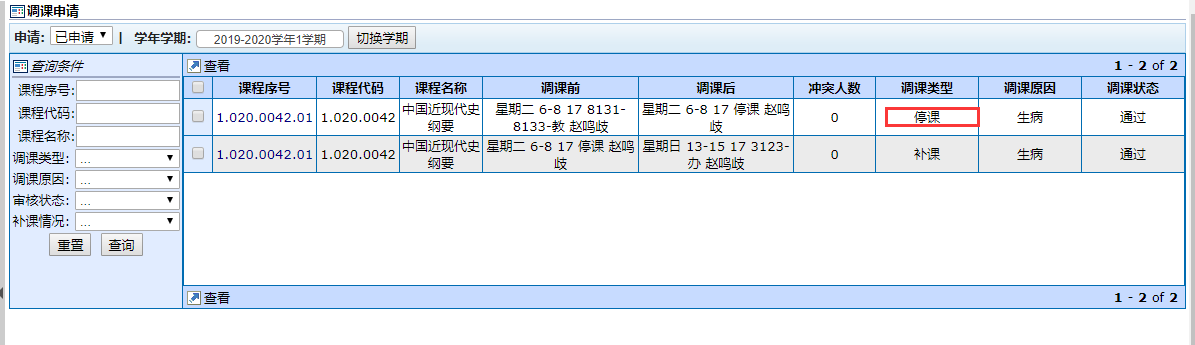 调课申请
申请: 已申请 | 学年学期: 2019-2020学年1学期 切换学期
查询条件
课程序号:
课程代码:
课程名称:
调课类型: ...
调课原因: ...
审核状态: ...
补课情况: ...
重置 查询
查看 1 - 2 of 2
课程序号 课程代码 课程名称 调课前 调课后 冲突人数 调课类型 调课原因 调课状态
1.020.0042.01 1.020.0042 中国近现代史纲要 星期二 6-8 17 8131-8133-教 赵鸣歧 星期二 6-8 17 停课 赵鸣歧 0 停课 生病 通过
1.020.0042.01 1.020.0042 中国近现代史纲要 星期二 6-8 17 停课 赵鸣歧 星期日 13-15 17 3123-办 赵鸣歧 0 补课 生病 通过
查看 1 - 2 of 2